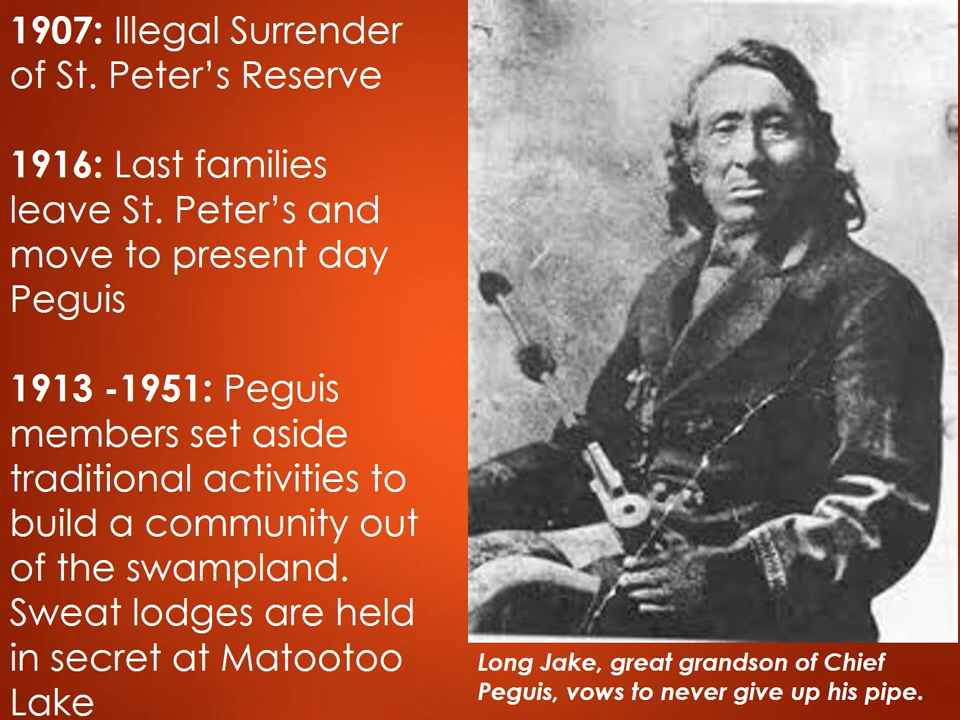 1907: Illegal Surrender
of St. Peter’s Reserve
1916: Last families
leave St. Peter’s and
move to present day
Peguis
1913 -1951: Peguis
members set aside
traditional activities to
build a community out
of the swampland.
Sweat lodges are held
in secret at Matootoo
Lake
Long Jake, great grandson of Chief
Peguis, vows to never give up his pipe.